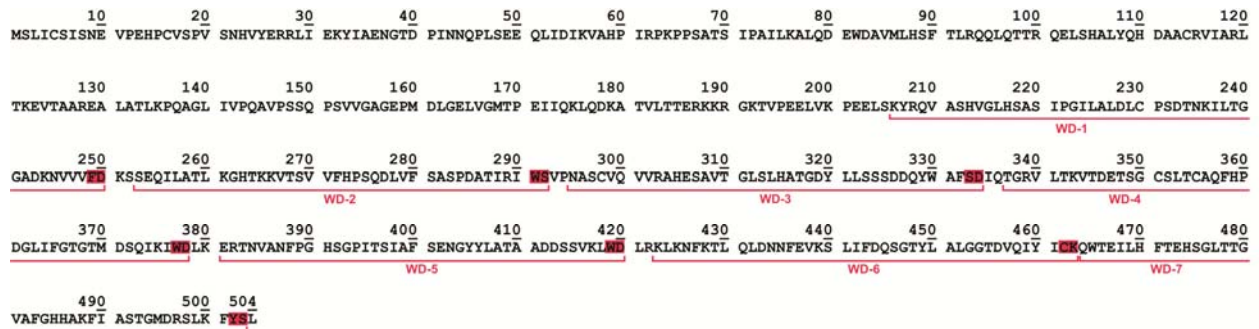 10 20 30 40 50 60 70 80 90 100 110 120
MSLICSISNE VPEHPCVSPV SNHVYERRLI EKYIAENGTD PINNQPLSEE QLIDIKVAHP IRPKPPSATS IPAILKALQD EWDAVMLHSF TLRQQLQTTR QELSHALYQH DAACRVIARL
130 140 150 160 170 180 190 200 210 220 230 240
TKEVTAAREA LATLKPQAGL IVPQAVPSSQ PSVVGAGEPM DLGELVGMTP EIIQKLQDKA TVLTTERKKR GKTVPEELVK PEELSKYRQV ASHVGLHSAS IPGILALDLC PSDTNKILTG
WD-1
250 260 270 280 290 300 310 320 330 340 350 360
GADKNVVVFD KSSEQILATL KGHTKKVTSV VFHPSQDLVF SASPDATIRI WSVPNASCVQ VVRAHESAVT GLSLHATGDY LLSSSDDQYW AFSDIQTGRV LTKVTDETSG CSLTCAQFHP
WD-2 WD-3 WD-4
370 380 390 400 410 420 430 440 450 460 470 480
DGLIFGTGTM DSQIKIWDLK ERTNVANFPG HSGPITSIAF SENGYYLATA ADDSSVKLWD LRKLKNFKTL QLDNNFEVKS LIFDQSGTYL ALGGTDVQIY ICKQWTEILH FTEHSGLTTG
WD-5 WD-6 WD-7
490 500 504
VAFGHHAKFI ASTGMDRSLK FYSL